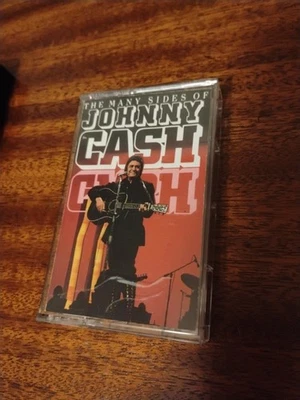 THE MANY SIDES OF
JOHNNY
CASH
CASH